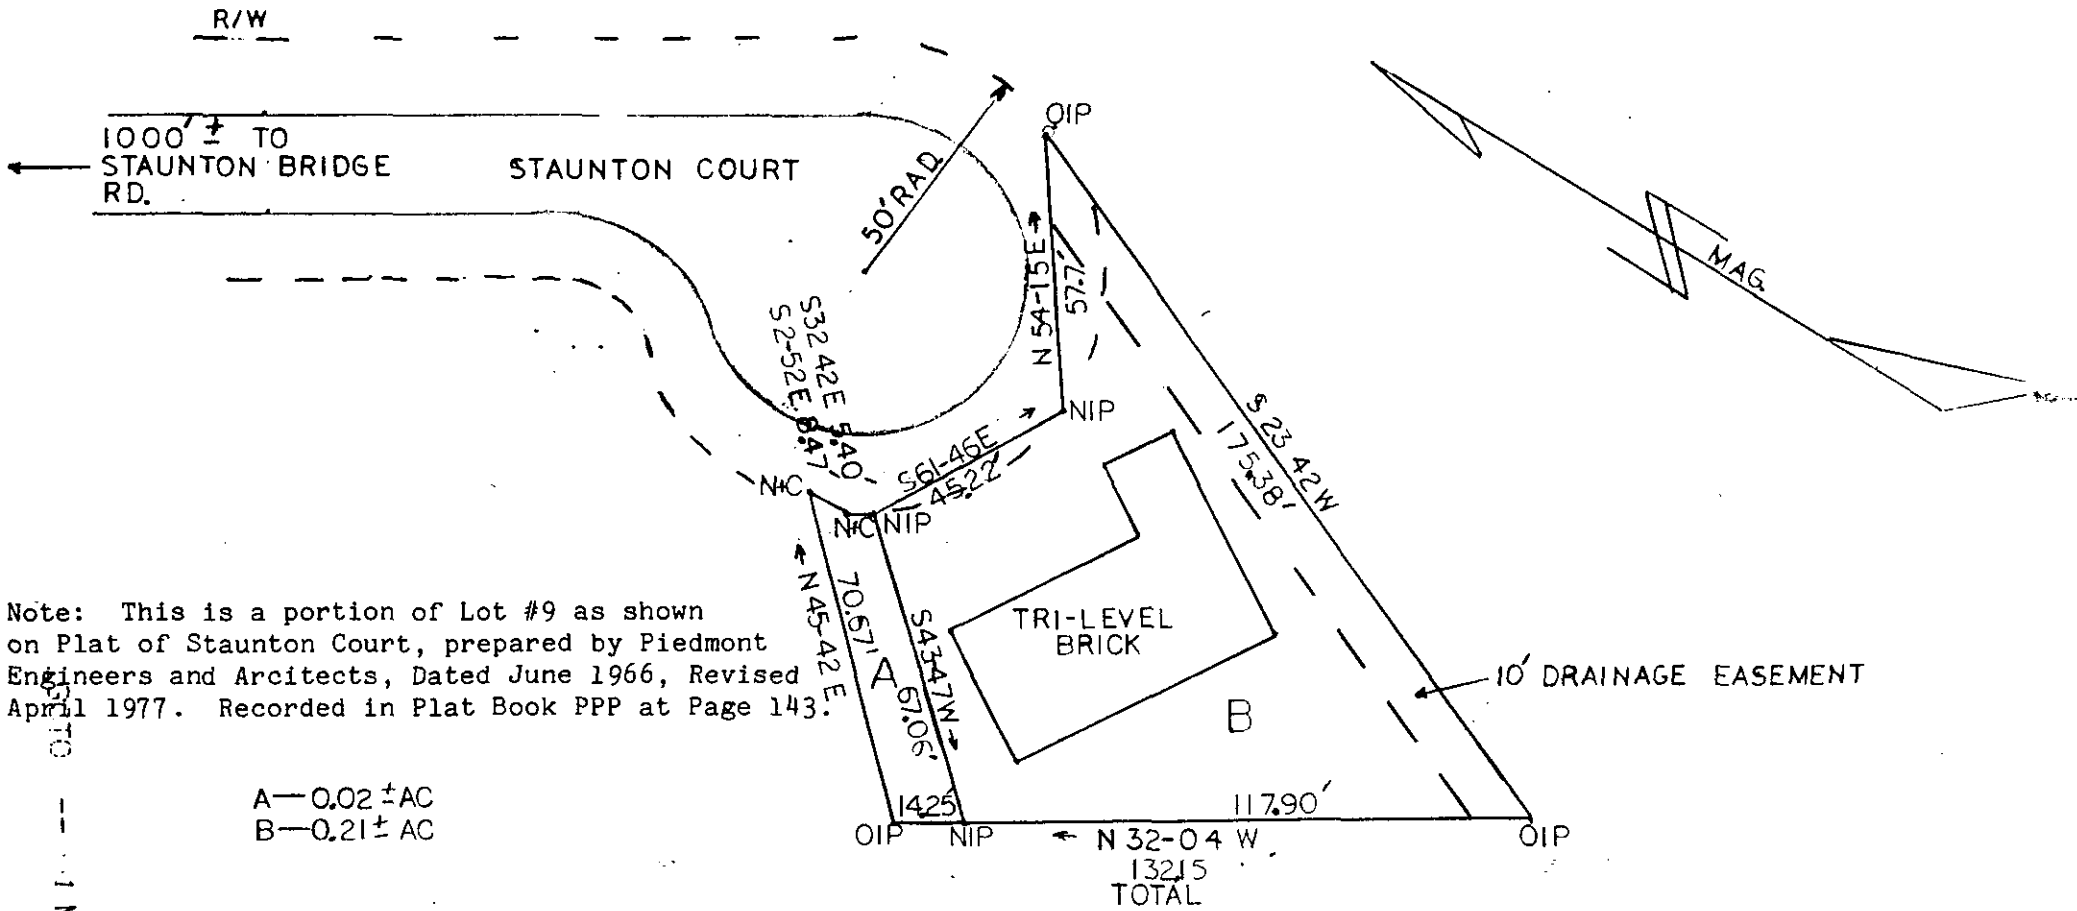 R/W
1000' ± TO
STAUNTON BRIDGE
RD.
STAUNTON COURT
50' RAD.
OIP
MAG.
N 54-15 E
57.7'
S32 42E 5.40
S2-52E 8.47
NIP
S 23 42 W
175.38'
S61-46E
45.22'
N+C
N+C
NIP
N 45-42 E
70.67'
A
S43-47W
67.06'
TRI-LEVEL
BRICK
B
10' DRAINAGE EASEMENT
Note: This is a portion of Lot #9 as shown
on Plat of Staunton Court, prepared by Piedmont
Engineers and Arcitects, Dated June 1966, Revised
April 1977. Recorded in Plat Book PPP at Page 143.
A—0.02 ± AC
B—0.21 ± AC
14.25'
117.90'
OIP
NIP
N 32-04 W
OIP
132.15
TOTAL